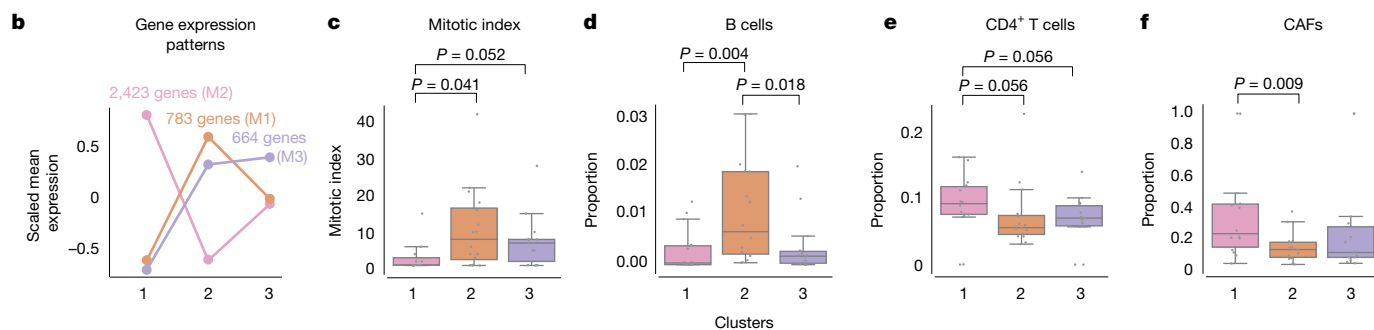 b
Gene expression
patterns
2,423 genes (M2)
783 genes (M1)
664 genes
(M3)
Scaled mean
expression
0.5
0
−0.5
1 2 3
c
Mitotic index
P = 0.052
P = 0.041
Mitotic index
40
30
20
10
0
1 2 3
d
B cells
P = 0.004
P = 0.018
Proportion
0.03
0.02
0.01
0.00
1 2 3
Clusters
e
CD4⁺ T cells
P = 0.056
P = 0.056
Proportion
0.2
0.1
0
1 2 3
f
CAFs
P = 0.009
Proportion
1.0
0.8
0.6
0.4
0.2
0
1 2 3